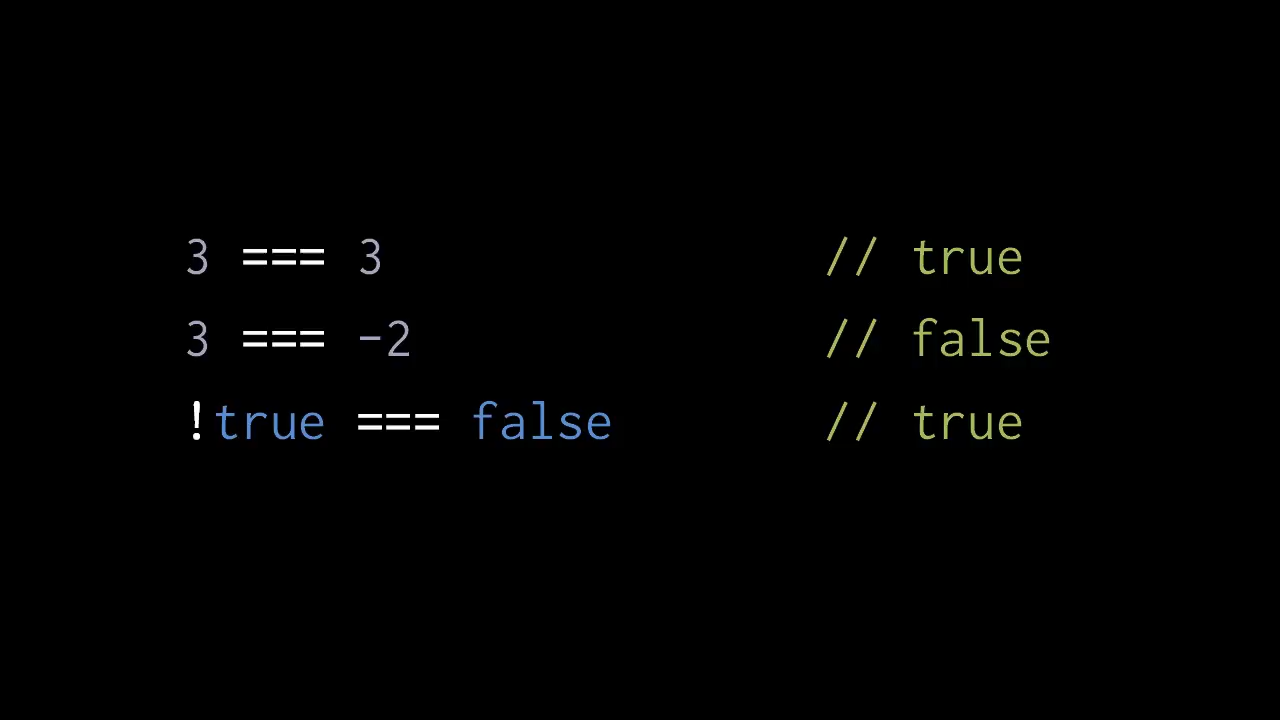 3 === 3 // true
3 === -2 // false
!true === false // true